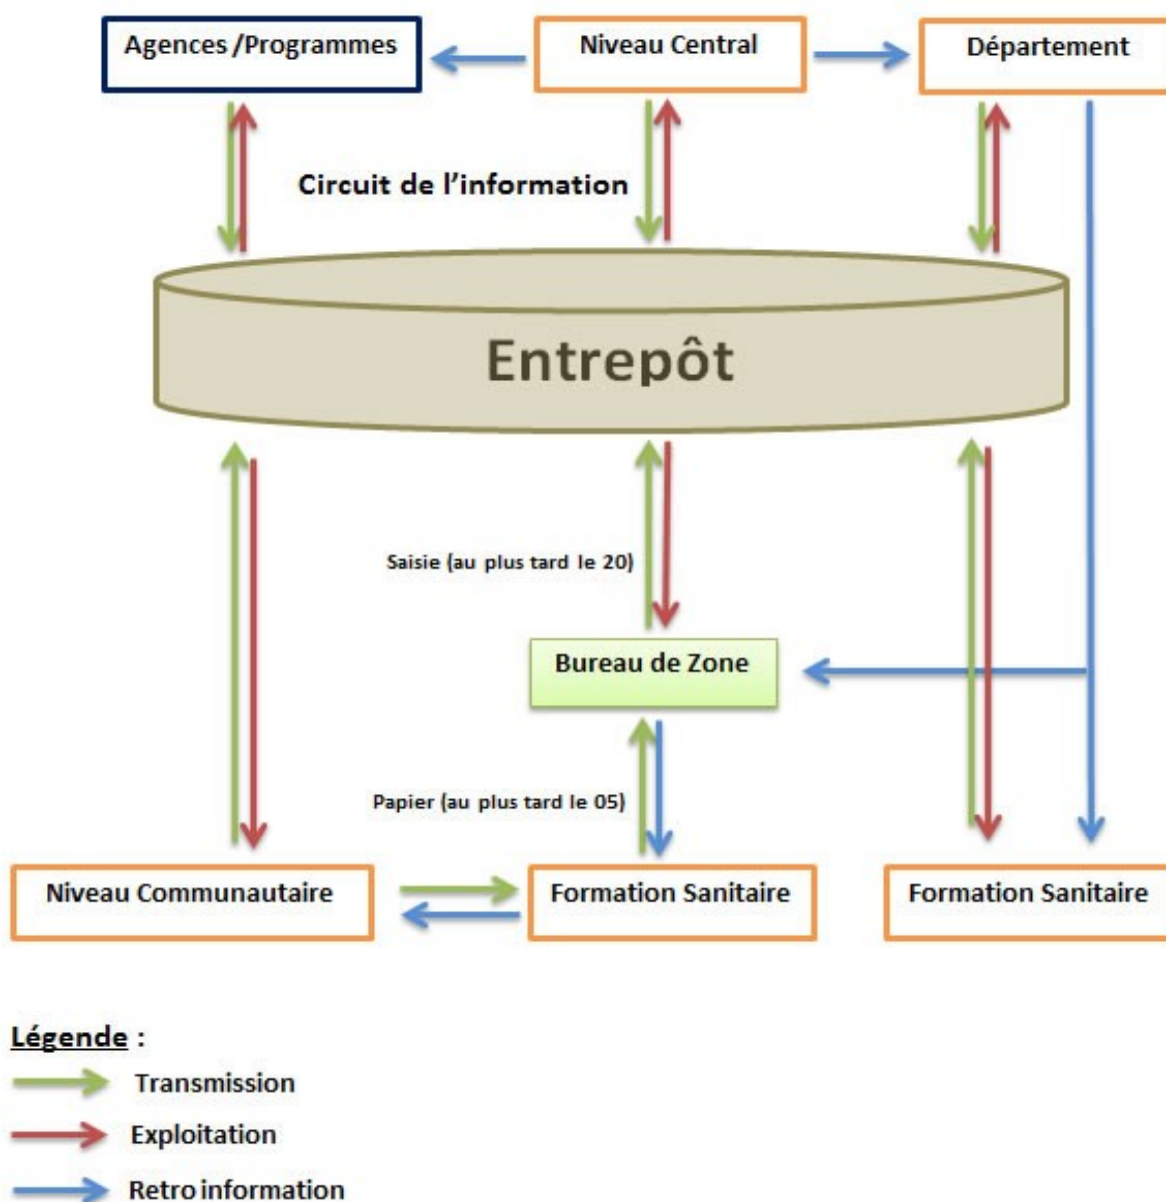 Agences /Programmes
Niveau Central
Département
Circuit de l'information
Entrepôt
Saisie (au plus tard le 20)
Bureau de Zone
Papier (au plus tard le 05)
Niveau Communautaire
Formation Sanitaire
Formation Sanitaire
Légende :
Transmission
Exploitation
Retro information